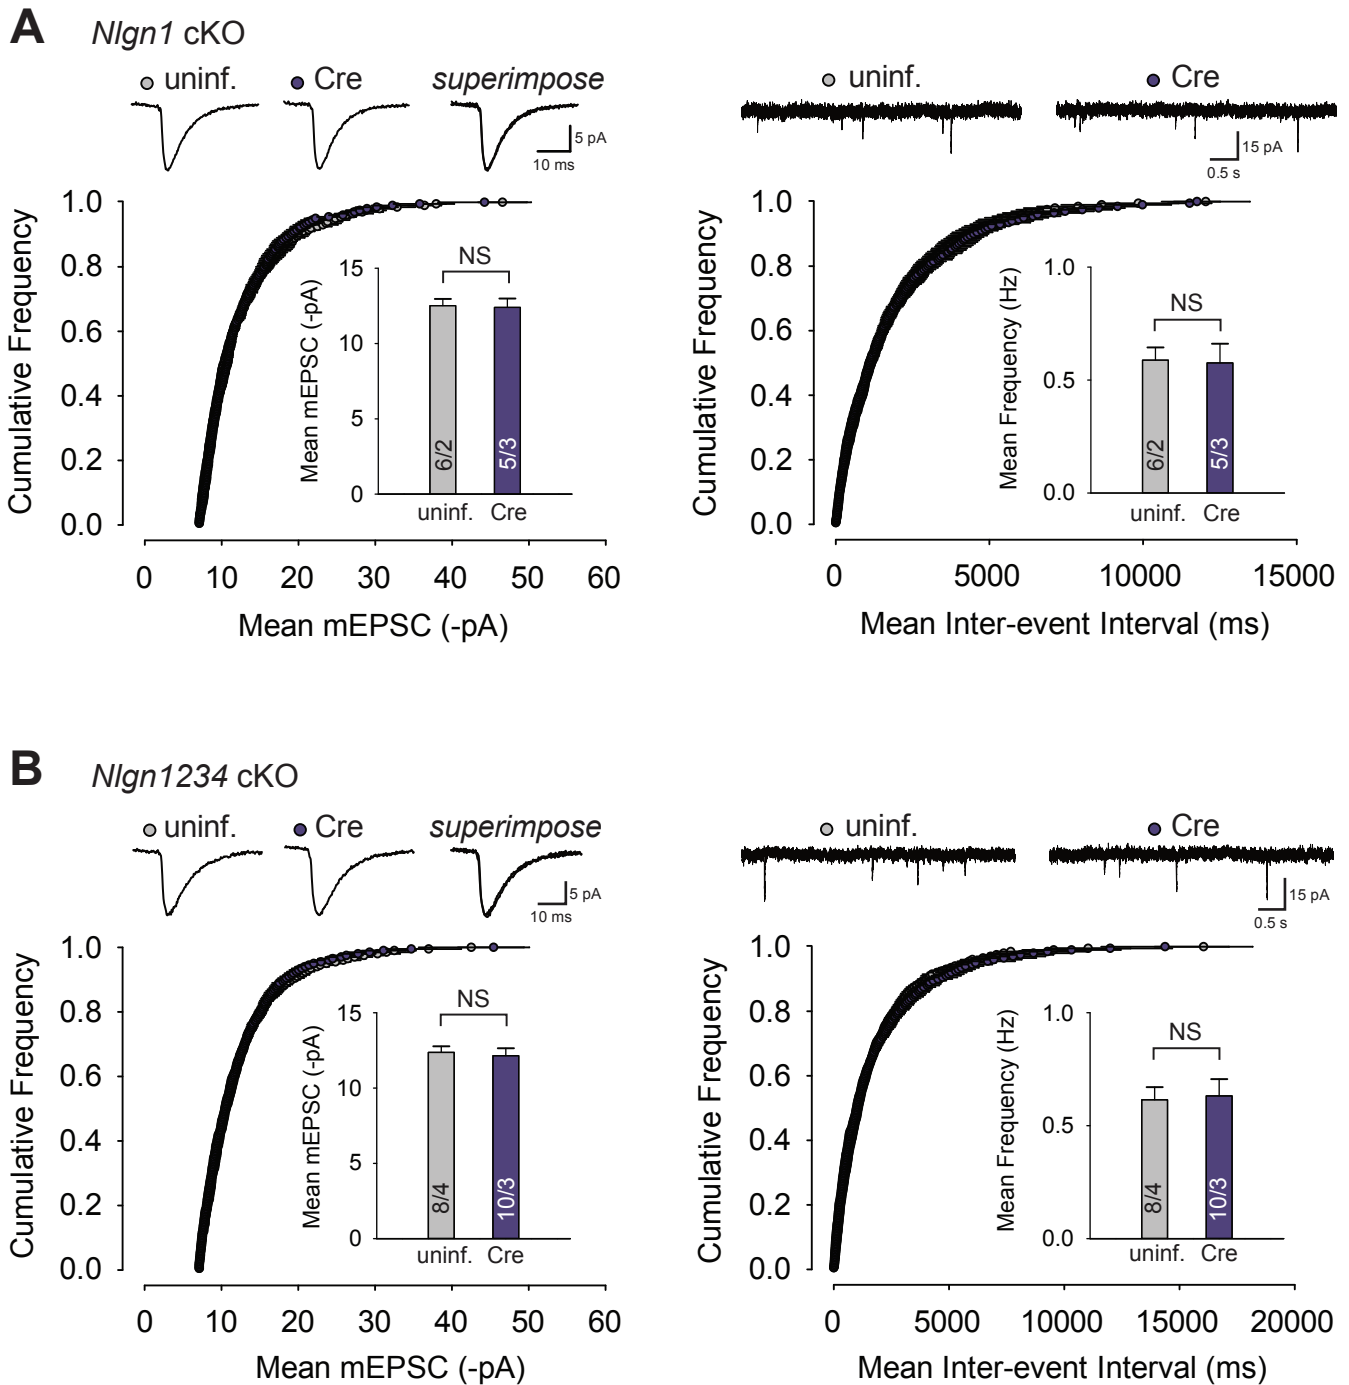 A
Nlgn1 cKO
uninf.
Cre
superimpose
5 pA
10 ms
uninf.
Cre
15 pA
0.5 s
Cumulative Frequency
1.0
0.8
0.6
0.4
0.2
0.0
Mean mEPSC (-pA)
15
10
5
0
NS
6/2
5/3
uninf. Cre
0 10 20 30 40 50 60
Mean mEPSC (-pA)
Cumulative Frequency
1.0
0.8
0.6
0.4
0.2
0.0
Mean Frequency (Hz)
1.0
0.5
0.0
NS
6/2
5/3
uninf. Cre
0 5000 10000 15000
Mean Inter-event Interval (ms)
B
Nlgn1234 cKO
uninf.
Cre
superimpose
5 pA
10 ms
uninf.
Cre
15 pA
0.5 s
Cumulative Frequency
1.0
0.8
0.6
0.4
0.2
0.0
Mean mEPSC (-pA)
15
10
5
0
NS
8/4
10/3
uninf. Cre
0 10 20 30 40 50 60
Mean mEPSC (-pA)
Cumulative Frequency
1.0
0.8
0.6
0.4
0.2
0.0
Mean Frequency (Hz)
1.0
0.5
0.0
NS
8/4
10/3
uninf. Cre
0 5000 10000 15000 20000
Mean Inter-event Interval (ms)